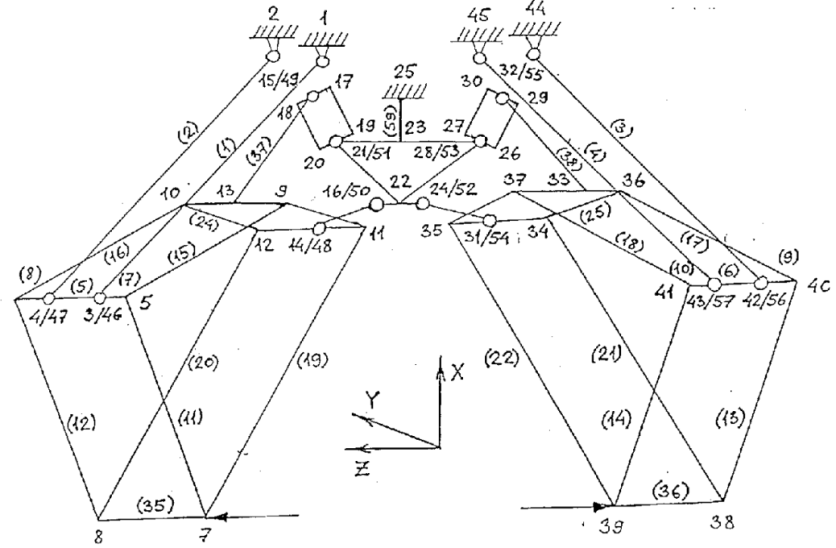 2 1 45 44
15/49 17 25 30 32/55
18 29
(2) (1) (37) 19 (59) 23 27 (38) (4) (3)
20 21/51 28/53 26
10 13 9 16/50 22 24/52 37 33 36
(24) 12 14/48 11 35 31/54 34 (25)
(8) (16) (15) (18) (17) (9)
(5) (7) 5 41 (10) (6) 40
4/47 3/46 43/57 42/56
(20) (19) (22) (21)
X
Y
(12) (11) (14) (13)
Z
(35) (36)
8 7 39 38